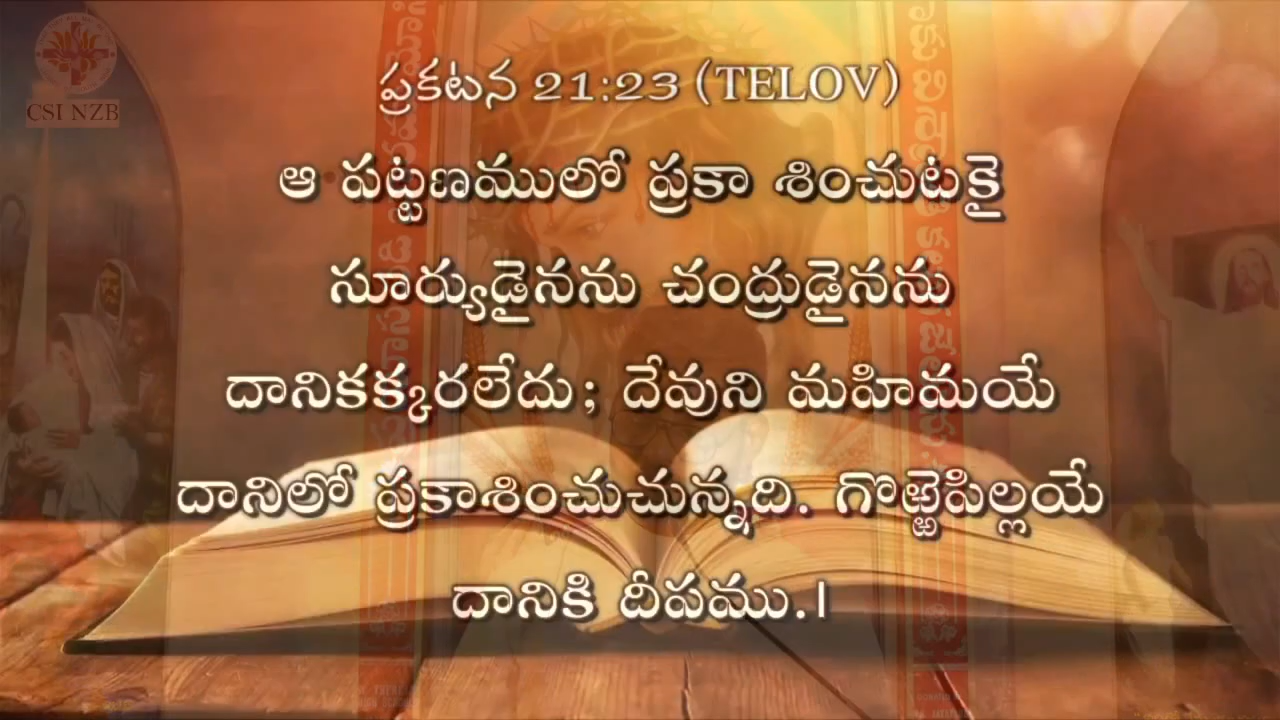 CSI NZB
ప్రకటన 21:23 (TELOV)
ఆ పట్టణములో ప్రకా శించుటకై
సూర్యుడైనను చంద్రుడైనను
దానికక్కరలేదు; దేవుని మహిమయే
దానిలో ప్రకాశించుచున్నది. గొఱ్ఱెపిల్లయే
దానికి దీపము.|